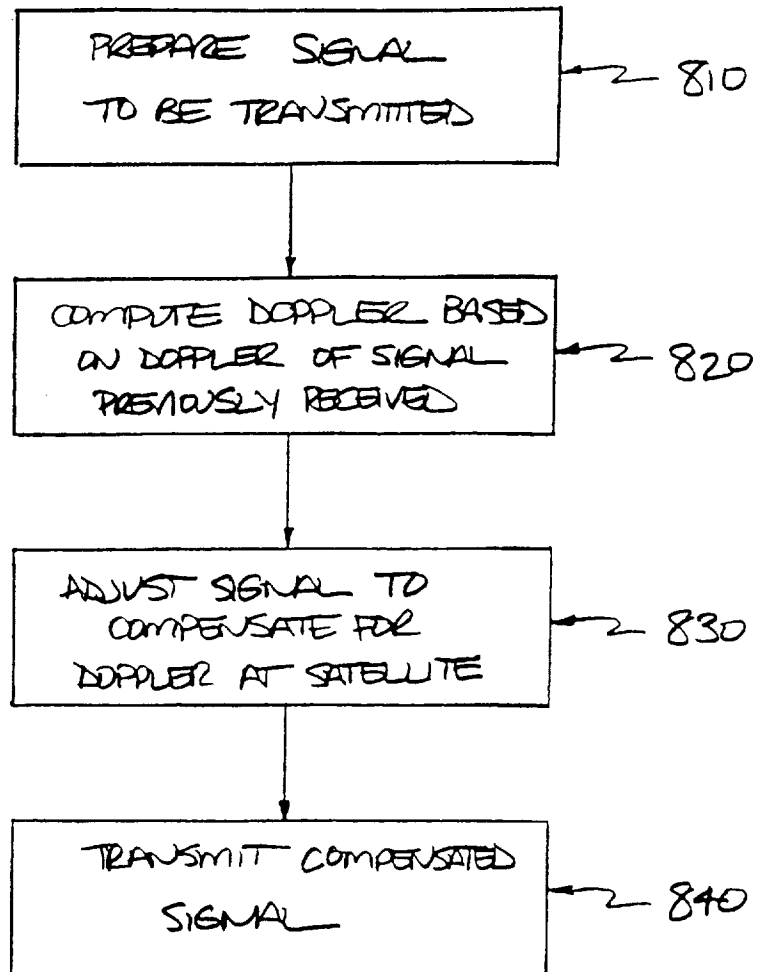 PREPARE SIGNAL
TO BE TRANSMITTED
810
COMPUTE DOPPLER BASED
ON DOPPLER OF SIGNAL
PREVIOUSLY RECEIVED
820
ADJUST SIGNAL TO
COMPENSATE FOR
DOPPLER AT SATELLITE
830
TRANSMIT COMPENSATED
SIGNAL
840